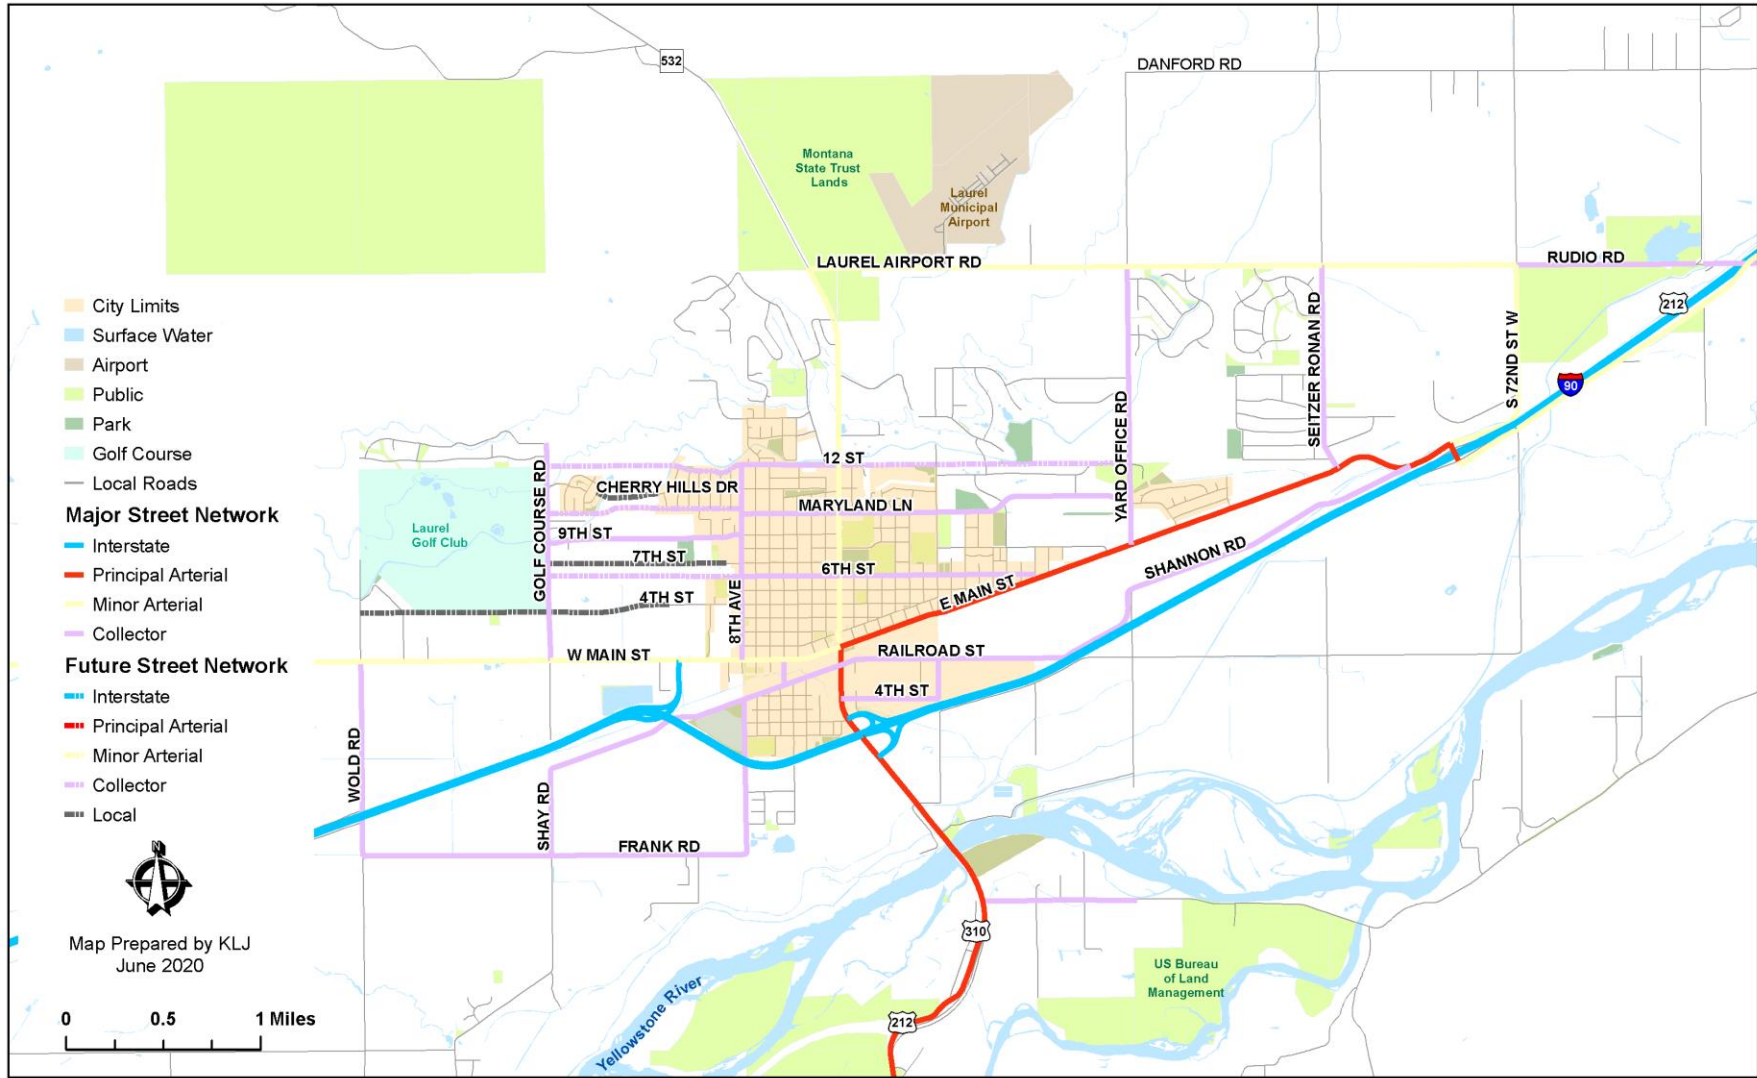 532
DANFORD RD
Montana
State Trust
Lands
Laurel
Municipal
Airport
LAUREL AIRPORT RD
RUDIO RD
212
90
S 72ND ST W
SEITZER RONAN RD
YARD OFFICE RD
City Limits
Surface Water
Airport
Public
Park
Golf Course
Local Roads
Major Street Network
Interstate
Principal Arterial
Minor Arterial
Collector
Future Street Network
Interstate
Principal Arterial
Minor Arterial
Collector
Local
N
Map Prepared by KLJ
June 2020
0 0.5 1 Miles
12 ST
CHERRY HILLS DR
MARYLAND LN
Laurel
Golf Club
GOLF COURSE RD
9TH ST
7TH ST
6TH ST
4TH ST
8TH AVE
E MAIN ST
SHANNON RD
W MAIN ST
RAILROAD ST
4TH ST
WOLD RD
SHAY RD
FRANK RD
310
US Bureau
of Land
Management
212
Yellowstone River